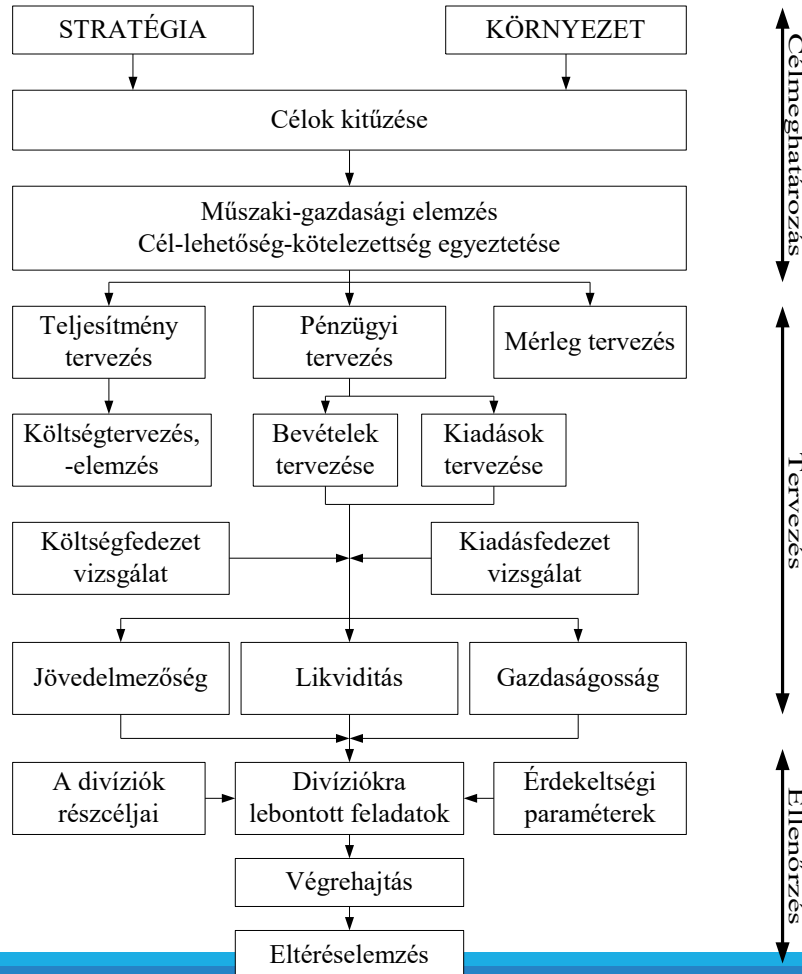 STRATÉGIA
KÖRNYEZET
Célok kitűzése
Műszaki-gazdasági elemzés
Cél-lehetőség-kötelezettség egyeztetése
Célmeghatározás
Teljesítmény
tervezés
Pénzügyi
tervezés
Mérleg tervezés
Költségtervezés,
-elemzés
Bevételek
tervezése
Kiadások
tervezése
Költségfedezet
vizsgálat
Kiadásfedezet
vizsgálat
Jövedelmezőség
Likviditás
Gazdaságosság
Tervezés
A divíziók
részcéljai
Divíziókra
lebontott feladatok
Érdekeltségi
paraméterek
Végrehajtás
Eltéréselemzés
Ellenőrzés